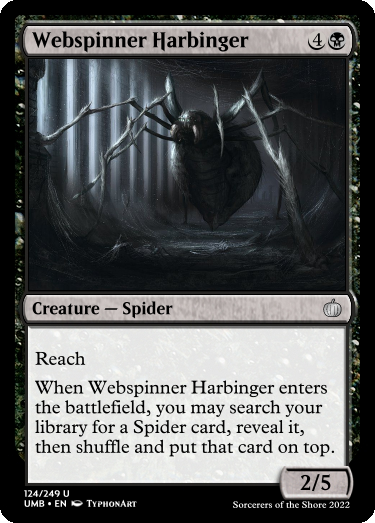 Webspinner Harbinger 4
Creature — Spider
Reach
When Webspinner Harbinger enters
the battlefield, you may search your
library for a Spider card, reveal it,
then shuffle and put that card on top.
2/5
124/249 U
UMB • EN TyphonArt
Sorcerers of the Shore 2022